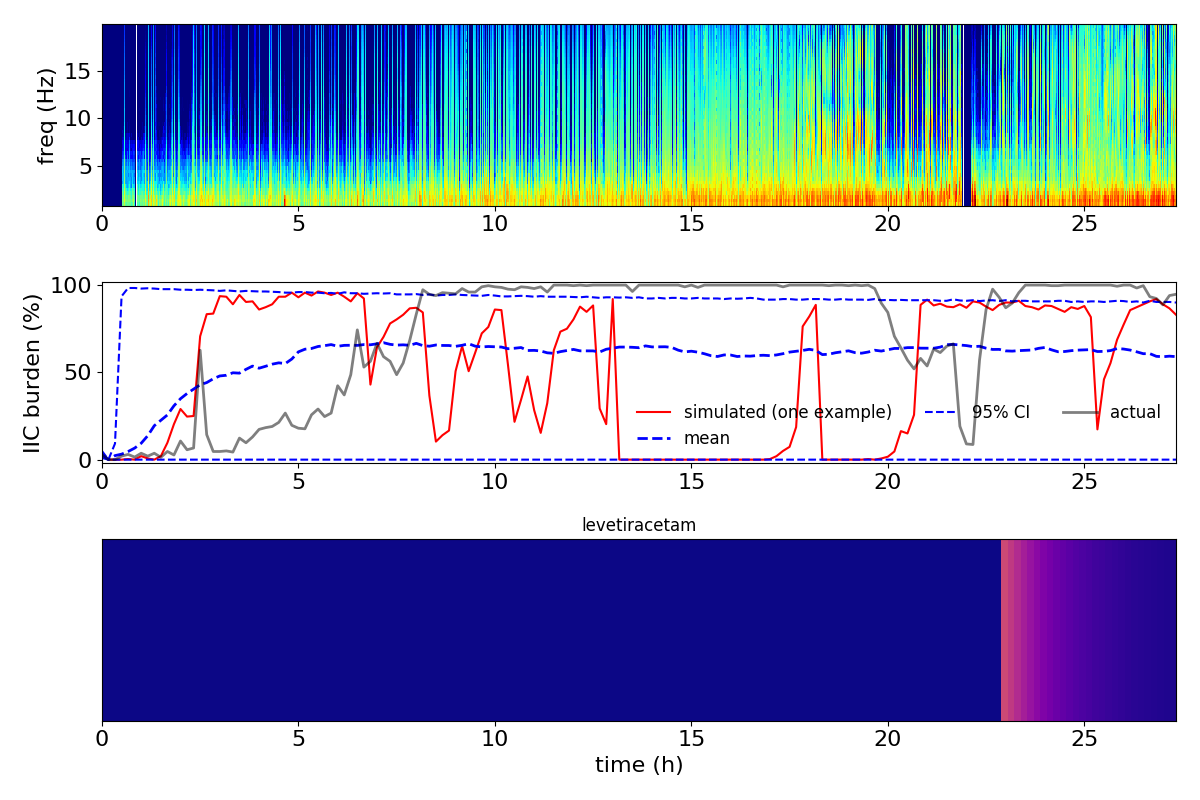 freq (Hz)
15
10
5
0 5 10 15 20 25
IIC burden (%)
100
50
0
simulated (one example) 95% CI actual
mean
0 5 10 15 20 25
levetiracetam
0 5 10 15 20 25
time (h)